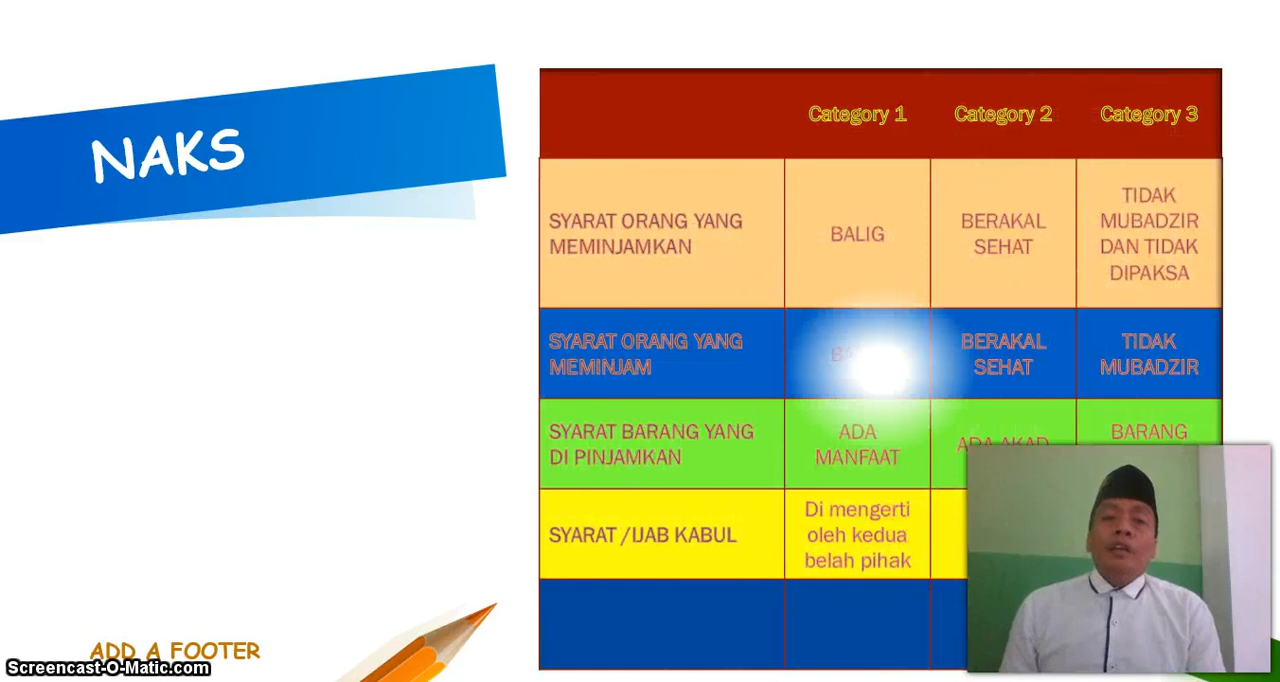 NAKS
Category 1
Category 2
Category 3
SYARAT ORANG YANG
MEMINJAMKAN
BALIG
BERAKAL
SEHAT
TIDAK
MUBADZIR
DAN TIDAK
DIPAKSA
SYARAT ORANG YANG
MEMINJAM
BERAKAL
SEHAT
TIDAK
MUBADZIR
SYARAT BARANG YANG
DI PINJAMKAN
ADA
MANFAAT
ADA AKAD
BARANG
SYARAT /IJAB KABUL
Di mengerti
oleh kedua
belah pihak
ADD A FOOTER
Screencast-O-Matic.com